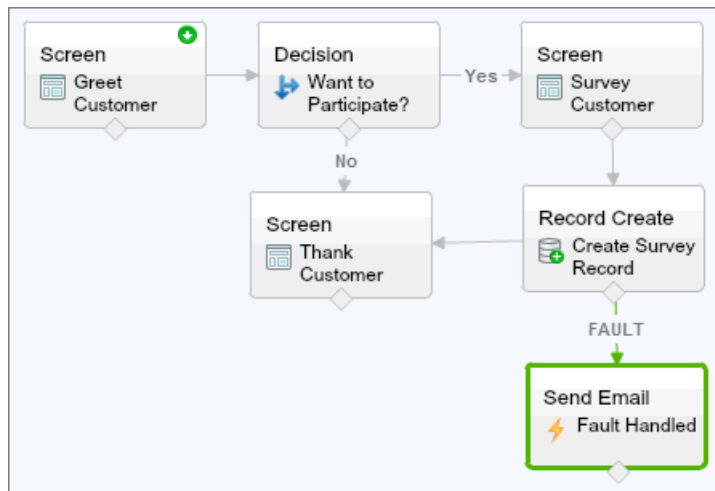 Screen
Greet
Customer
Decision
Want to
Participate?
Yes
Screen
Survey
Customer
No
Screen
Thank
Customer
Record Create
Create Survey
Record
FAULT
Send Email
Fault Handled